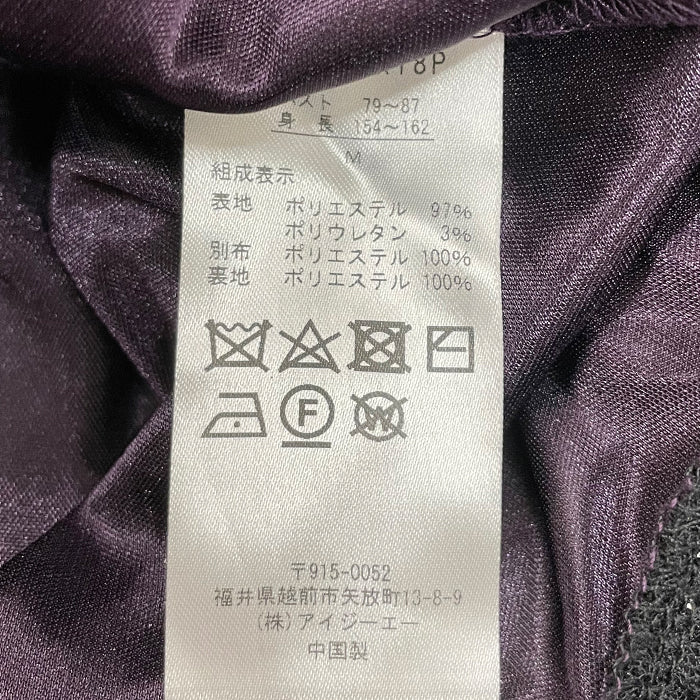 18P
79〜87
身 長 154〜162
M
組成表示
表地 ポリエステル 97%
ポリウレタン 3%
別布 ポリエステル 100%
裏地 ポリエステル 100%
F
W
〒915-0052
福井県越前市矢放町13-8-9
(株)アイジーエー
中国製